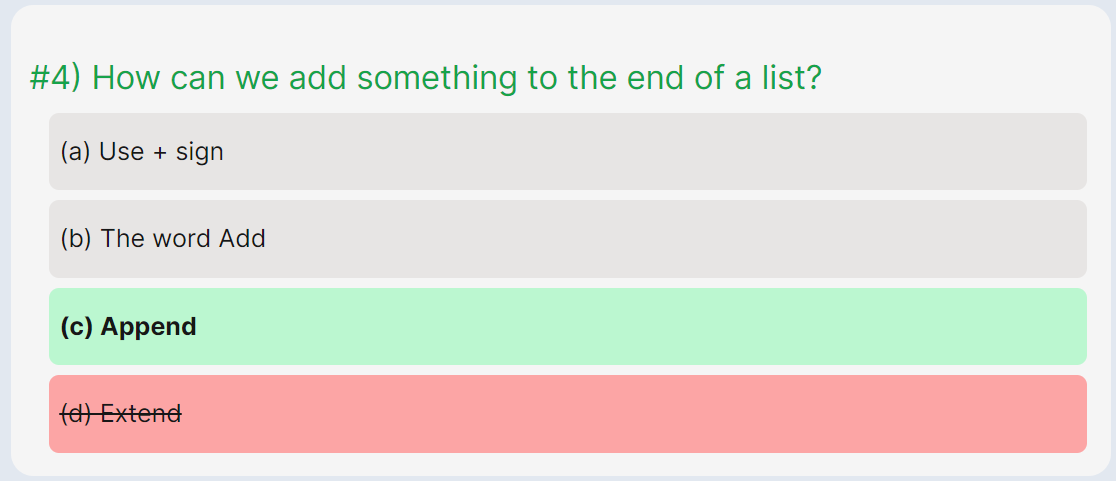 #4) How can we add something to the end of a list?
(a) Use + sign
(b) The word Add
(c) Append
(d) Extend